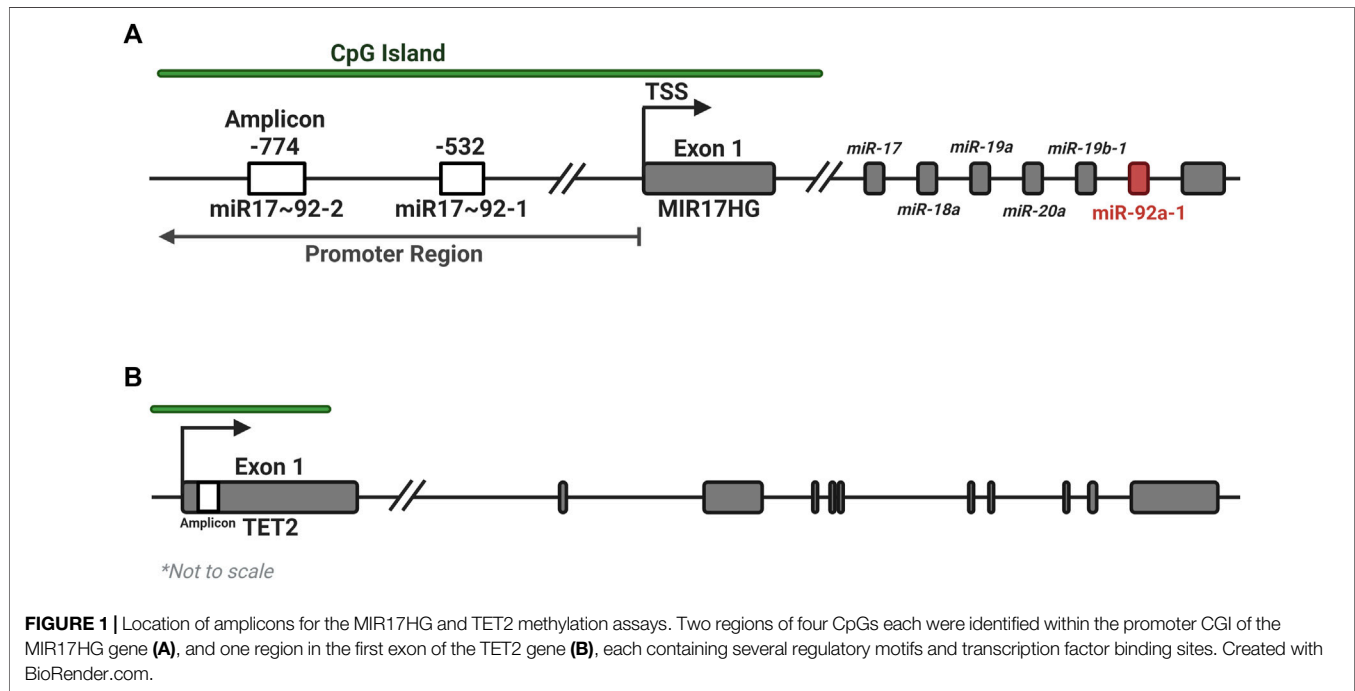 A
CpG Island
TSS
Amplicon
-774
-532
Exon 1
miR-17
miR-19a
miR-19b-1
miR-18a
miR-20a
miR-92a-1
miR17~92-2
miR17~92-1
MIR17HG
Promoter Region
B
Exon 1
Amplicon
TET2
*Not to scale
FIGURE 1 | Location of amplicons for the MIR17HG and TET2 methylation assays. Two regions of four CpGs each were identified within the promoter CGI of the
MIR17HG gene (A), and one region in the first exon of the TET2 gene (B), each containing several regulatory motifs and transcription factor binding sites. Created with
BioRender.com.